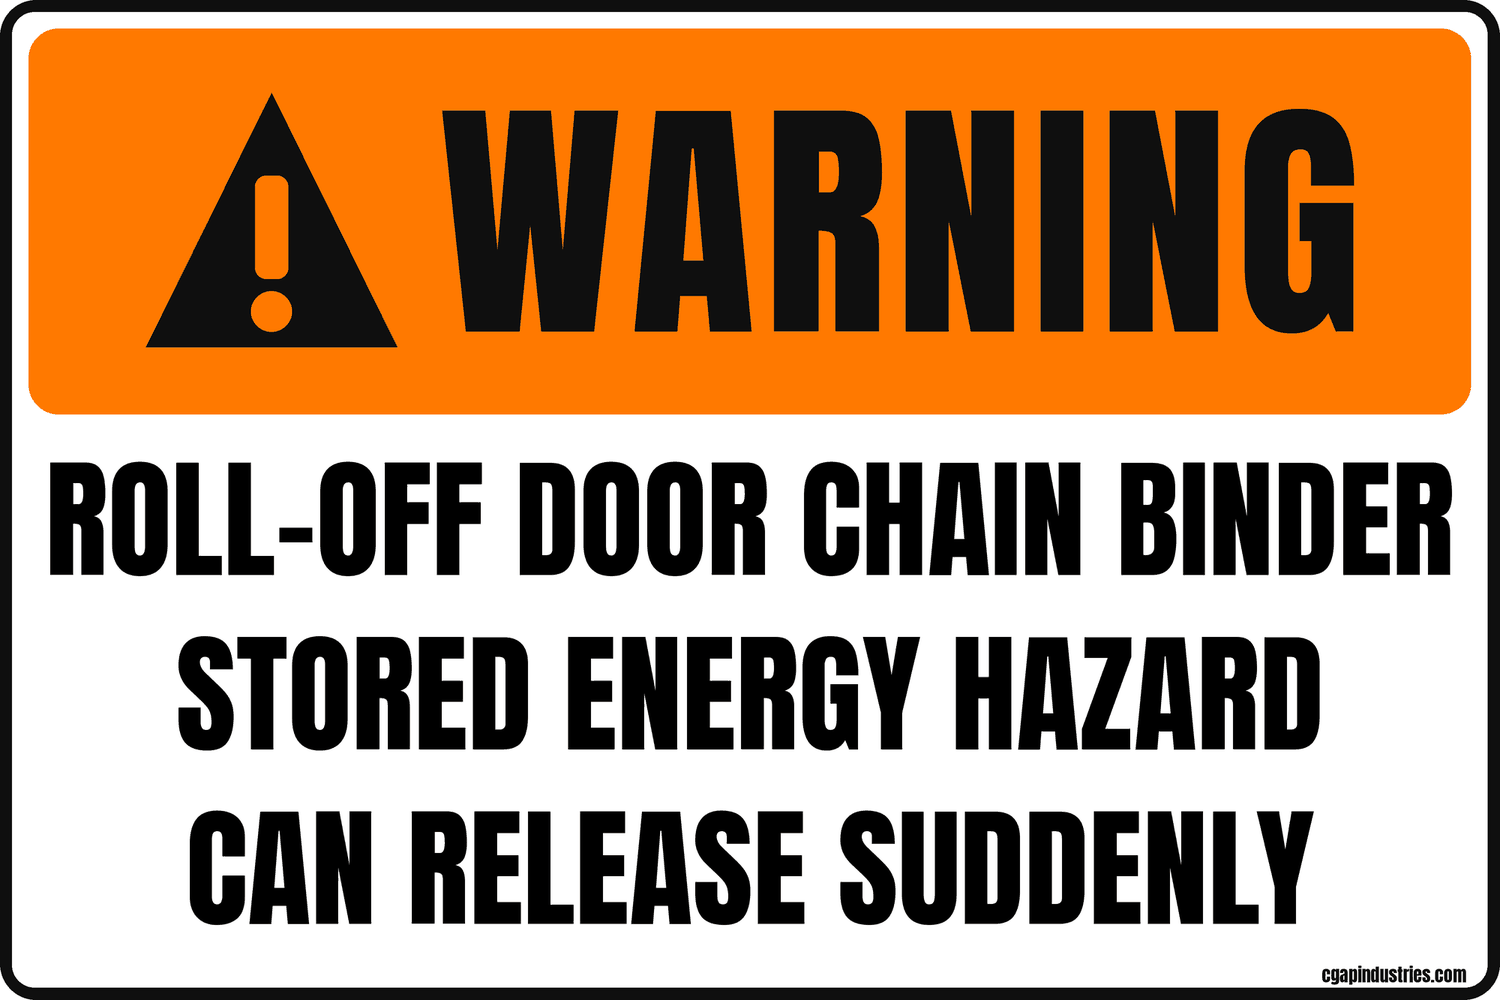 WARNING
ROLL-OFF DOOR CHAIN BINDER
STORED ENERGY HAZARD
CAN RELEASE SUDDENLY
cgapindustries.com